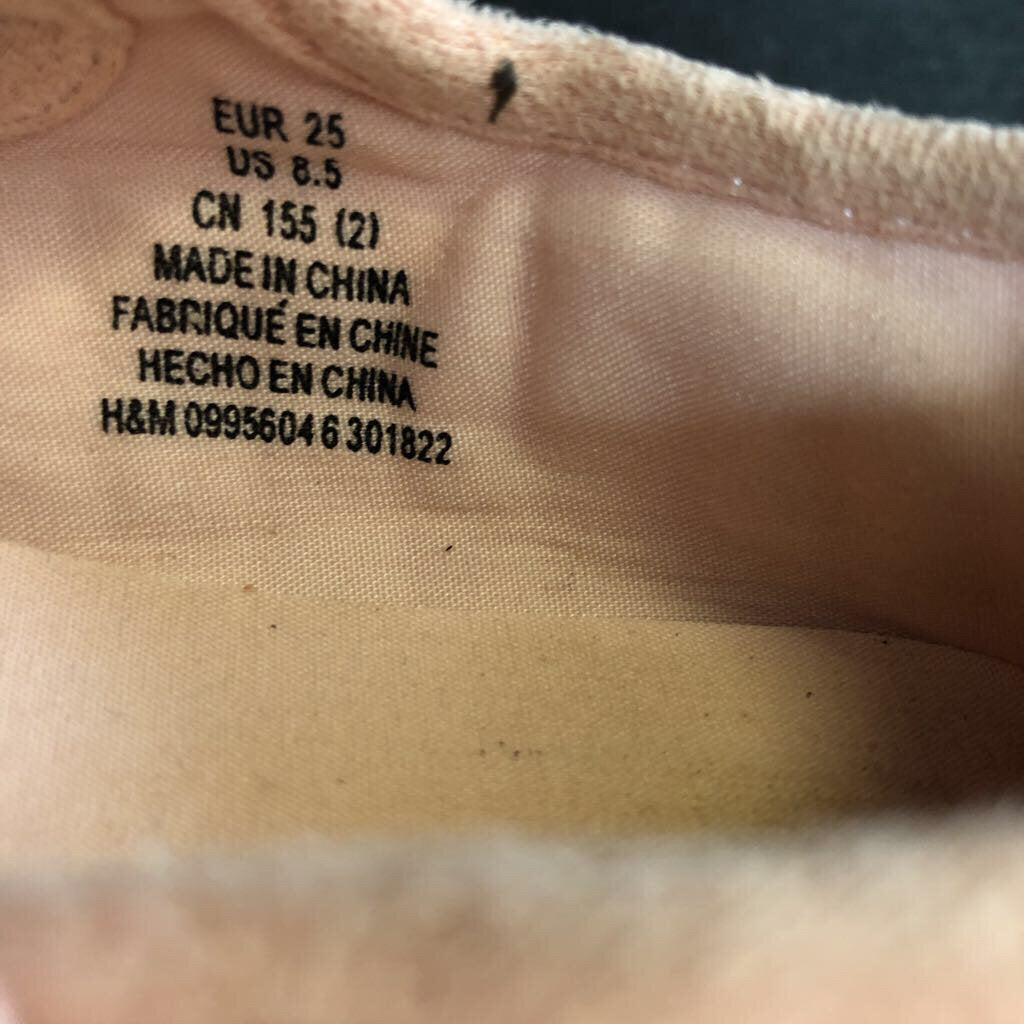 EUR 25
US 8.5
CN 155 (2)
MADE IN CHINA
FABRIQUÉ EN CHINE
HECHO EN CHINA
H&M 0995604 6 301822